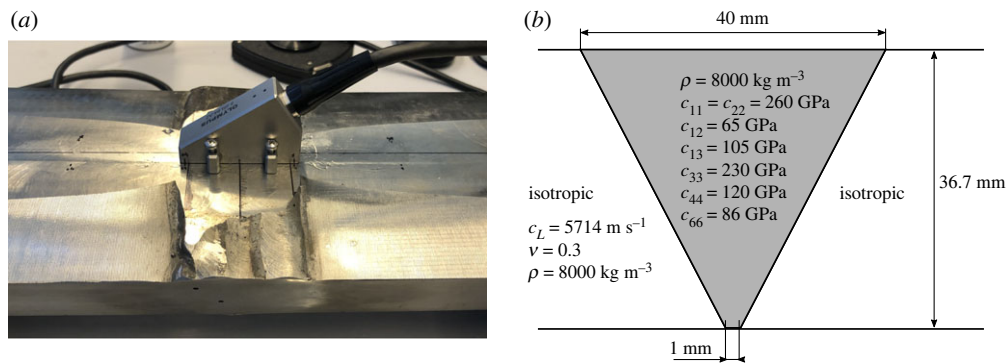 (a)
OLYMPUS
(b)
40 mm
ρ = 8000 kg m⁻³
c₁₁ = c₂₂ = 260 GPa
c₁₂ = 65 GPa
c₁₃ = 105 GPa
c₃₃ = 230 GPa
c₄₄ = 120 GPa
c₆₆ = 86 GPa
36.7 mm
isotropic
isotropic
c_L = 5714 m s⁻¹
ν = 0.3
ρ = 8000 kg m⁻³
1 mm